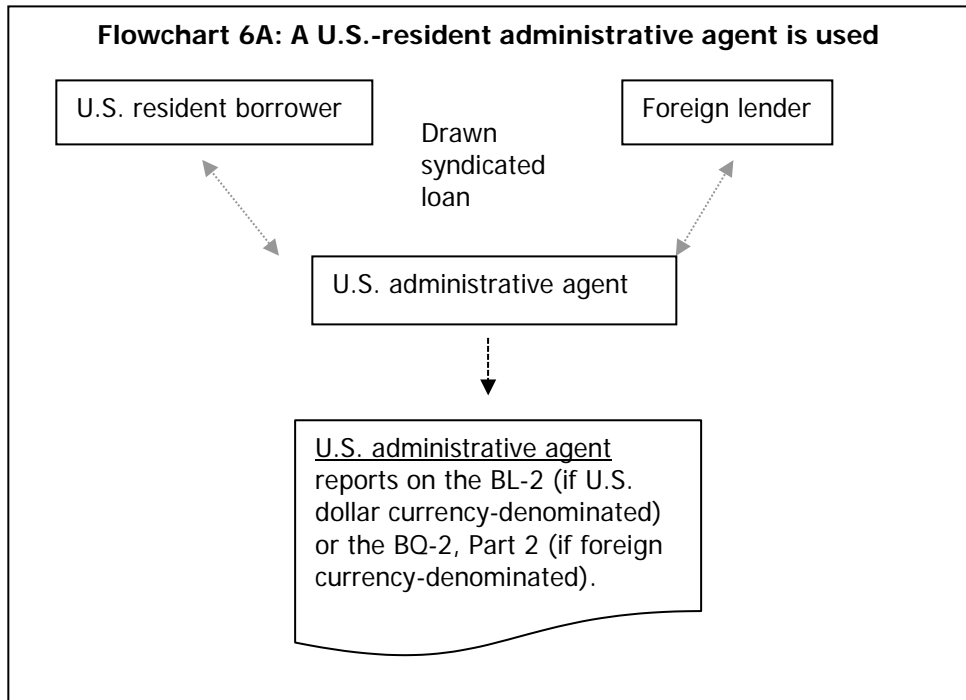 Flowchart 6A: A U.S.-resident administrative agent is used
U.S. resident borrower
Foreign lender
Drawn
syndicated
loan
U.S. administrative agent
U.S. administrative agent
reports on the BL-2 (if U.S.
dollar currency-denominated)
or the BQ-2, Part 2 (if foreign
currency-denominated).